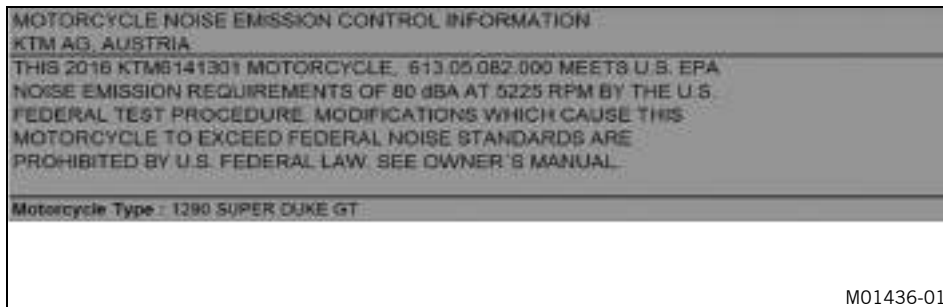 MOTORCYCLE NOISE EMISSION CONTROL INFORMATION
KTM AG, AUSTRIA
THIS 2016 KTM6141301 MOTORCYCLE, 613.05.082.000 MEETS U.S. EPA
NOISE EMISSION REQUIREMENTS OF 80 dBA AT 5225 RPM BY THE U.S.
FEDERAL TEST PROCEDURE. MODIFICATIONS WHICH CAUSE THIS
MOTORCYCLE TO EXCEED FEDERAL NOISE STANDARDS ARE
PROHIBITED BY U.S. FEDERAL LAW. SEE OWNER`S MANUAL.
Motorcycle Type : 1290 SUPER DUKE GT
M01436-01